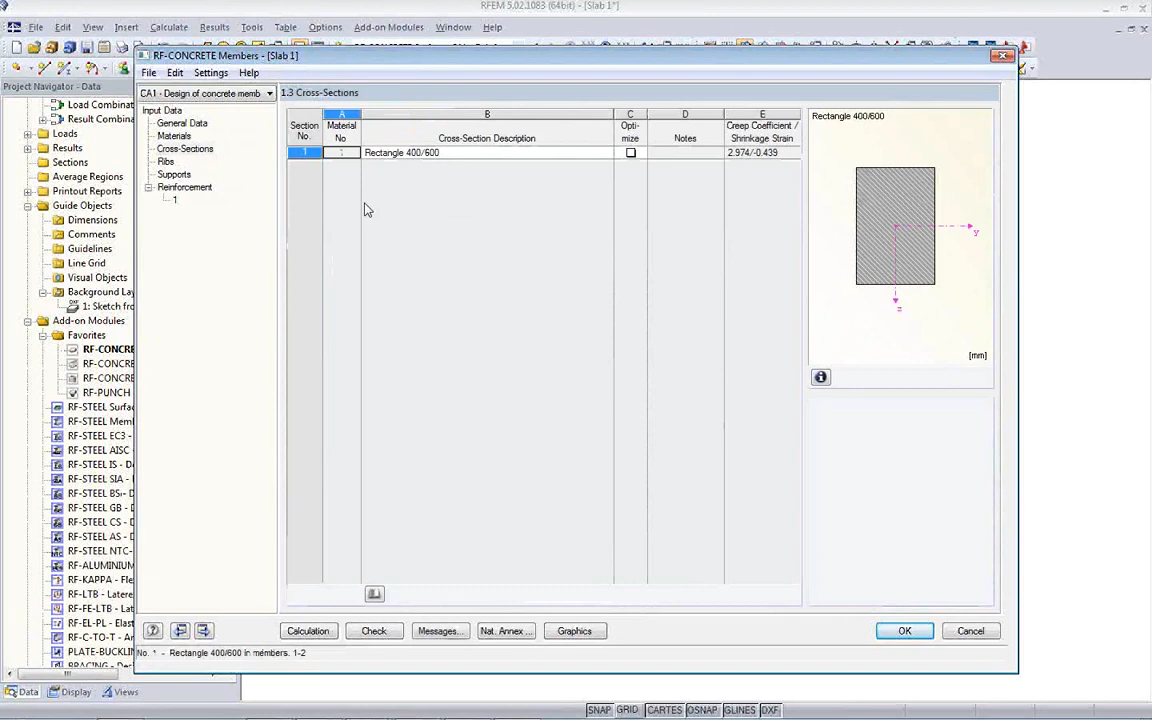 RFEM 5.02.1083 (64bit) - [Slab 1*]
File Edit View Insert Calculate Results Tools Table Options Add-on Modules Window Help
Project Navigator - Data
Load Combina
Result Combina
Loads
Results
Sections
Average Regions
Printout Reports
Guide Objects
Dimensions
Comments
Guidelines
Line Grid
Visual Objects
Background Lay
1: Sketch fro
Add-on Modules
Favorites
RF-CONCRE
RF-CONCRE
RF-CONCRE
RF-PUNCH
RF-STEEL Surfac
RF-STEEL Mem
RF-STEEL EC3 -
RF-STEEL AISC -
RF-STEEL IS - D
RF-STEEL SIA -
RF-STEEL BS - D
RF-STEEL GB -
RF-STEEL CS - D
RF-STEEL AS - D
RF-STEEL NTC-
RF-ALUMINIUM
RF-KAPPA - Fle
RF-LTB - Latere
RF-FE-LTB - La
RF-EL-PL - Elast
RF-C-TO-T - Ar
PLATE-BUCKLIN
BRACING - De
Data Display Views
RF-CONCRETE Members - [Slab 1]
File Edit Settings Help
CA1 - Design of concrete memb
Input Data
General Data
Materials
Cross-Sections
Ribs
Supports
Reinforcement
1
1.3 Cross-Sections
A B C D E
Section No. Material No Cross-Section Description Opti-mize Notes Creep Coefficient / Shrinkage Strain
1 Rectangle 400/600 2.974/-0.439
Rectangle 400/600
y
z
[mm]
Calculation Check Messages... Nat. Annex ... Graphics OK Cancel
No. * - Rectangle 400/600 in members. 1-2
SNAP GRID CARTES OSNAP GLINES DXF